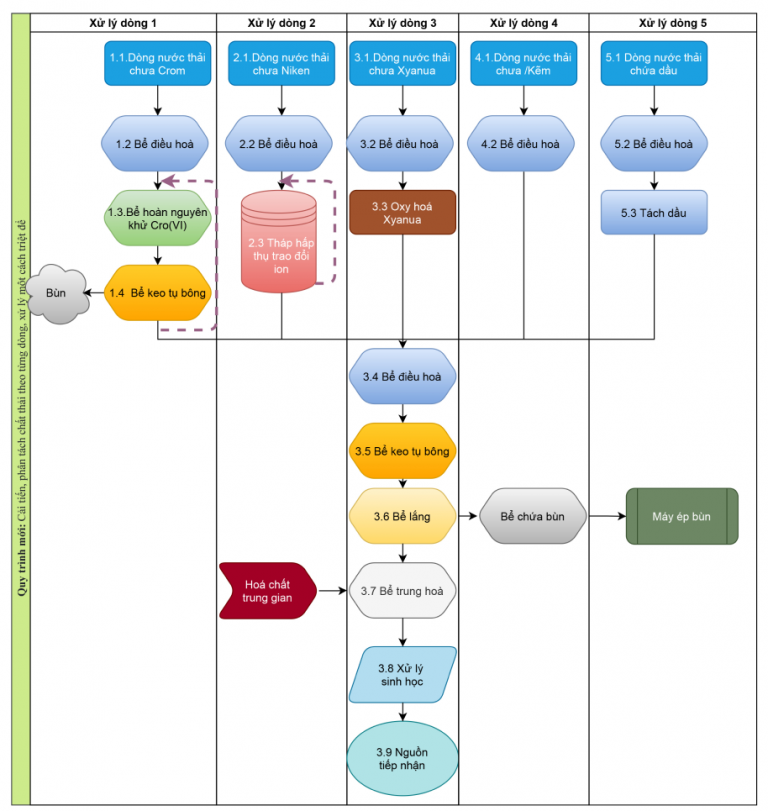 Xử lý dòng 1
Xử lý dòng 2
Xử lý dòng 3
Xử lý dòng 4
Xử lý dòng 5
1.1.Dòng nước thải
chưa Crom
2.1.Dòng nước thải
chưa Niken
3.1.Dòng nước thải
chưa Xyanua
4.1.Dòng nước thải
chưa /Kẽm
5.1 Dòng nước thải
chứa dầu
1.2 Bể điều hoà
2.2 Bể điều hoà
3.2 Bể điều hoà
4.2 Bể điều hoà
5.2 Bể điều hoà
1.3.Bể hoàn nguyên
khử Cro(VI)
2.3 Tháp hấp
thụ trao đổi
ion
3.3 Oxy hoá
Xyanua
5.3 Tách dầu
Bùn
1.4 Bể keo tụ bông
3.4 Bể điều hoà
3.5 Bể keo tụ bông
3.6 Bể lắng
Bể chứa bùn
Máy ép bùn
Hoá chất
trung gian
3.7 Bể trung hoà
3.8 Xử lý
sinh học
3.9 Nguồn
tiếp nhận
Quy trình mới: Cải tiến, phân tách chất thải theo từng dòng, xử lý một cách triệt để